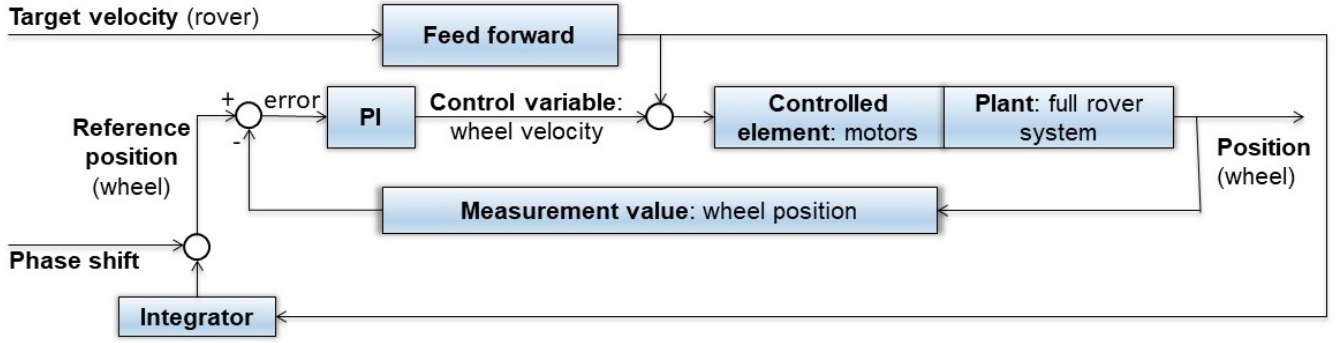 Target velocity (rover)
Feed forward
+
error
PI
Control variable:
wheel velocity
Controlled
element: motors
Plant: full rover
system
Reference
position
(wheel)
-
Position
(wheel)
Measurement value: wheel position
Phase shift
Integrator